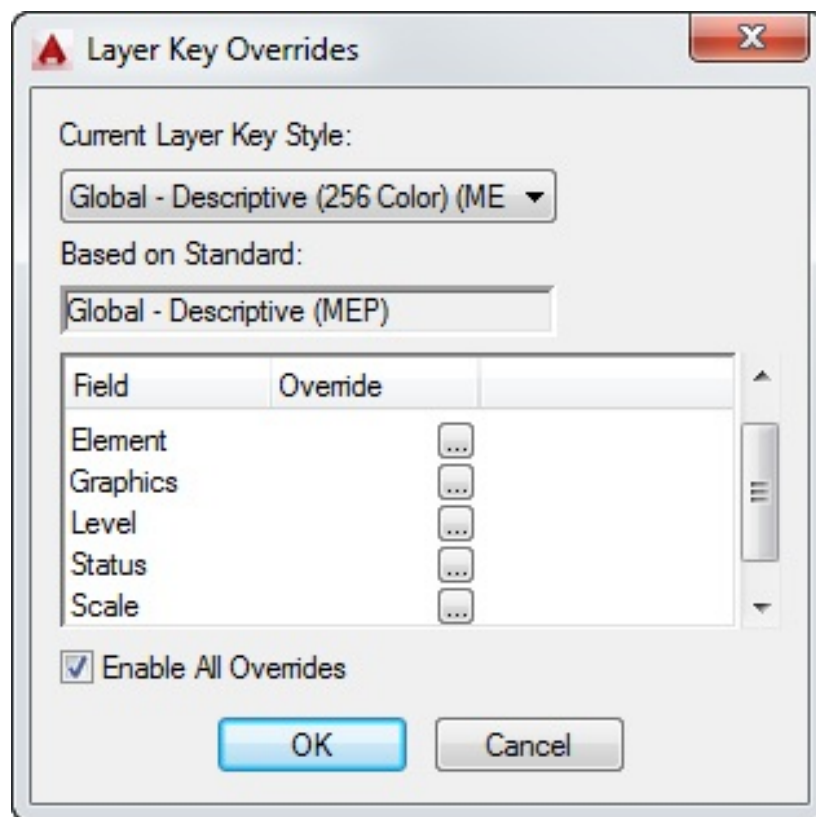 Layer Key Overrides
Current Layer Key Style:
Global - Descriptive (256 Color) (ME
Based on Standard:
Global - Descriptive (MEP)
Field Override
Element ...
Graphics ...
Level ...
Status ...
Scale ...
Enable All Overrides
OK Cancel